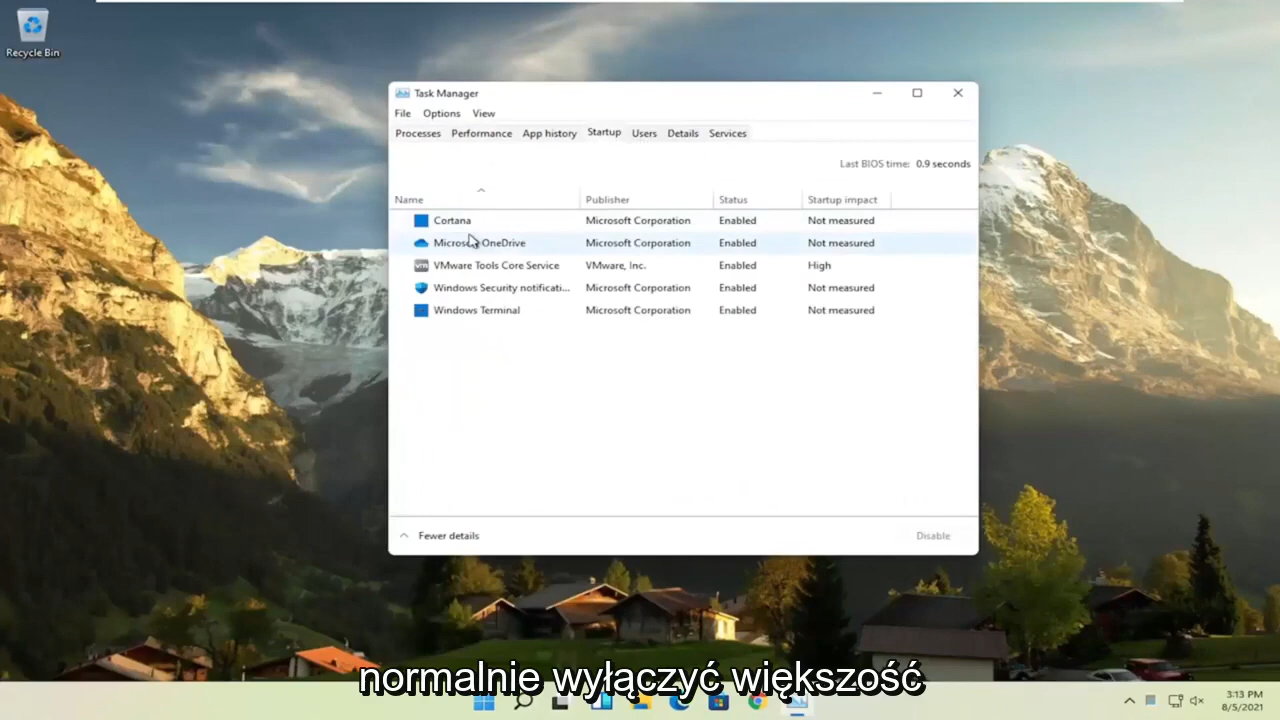 Recycle Bin
Task Manager
File Options View
Processes Performance App history Startup Users Details Services
Last BIOS time: 0.9 seconds
Name Publisher Status Startup impact
Cortana Microsoft Corporation Enabled Not measured
Microsoft OneDrive Microsoft Corporation Enabled Not measured
vm VMware Tools Core Service VMware, Inc. Enabled High
Windows Security notificati... Microsoft Corporation Enabled Not measured
Windows Terminal Microsoft Corporation Enabled Not measured
Fewer details Disable
normalnie wyłączyć większość
3:13 PM
8/5/2021